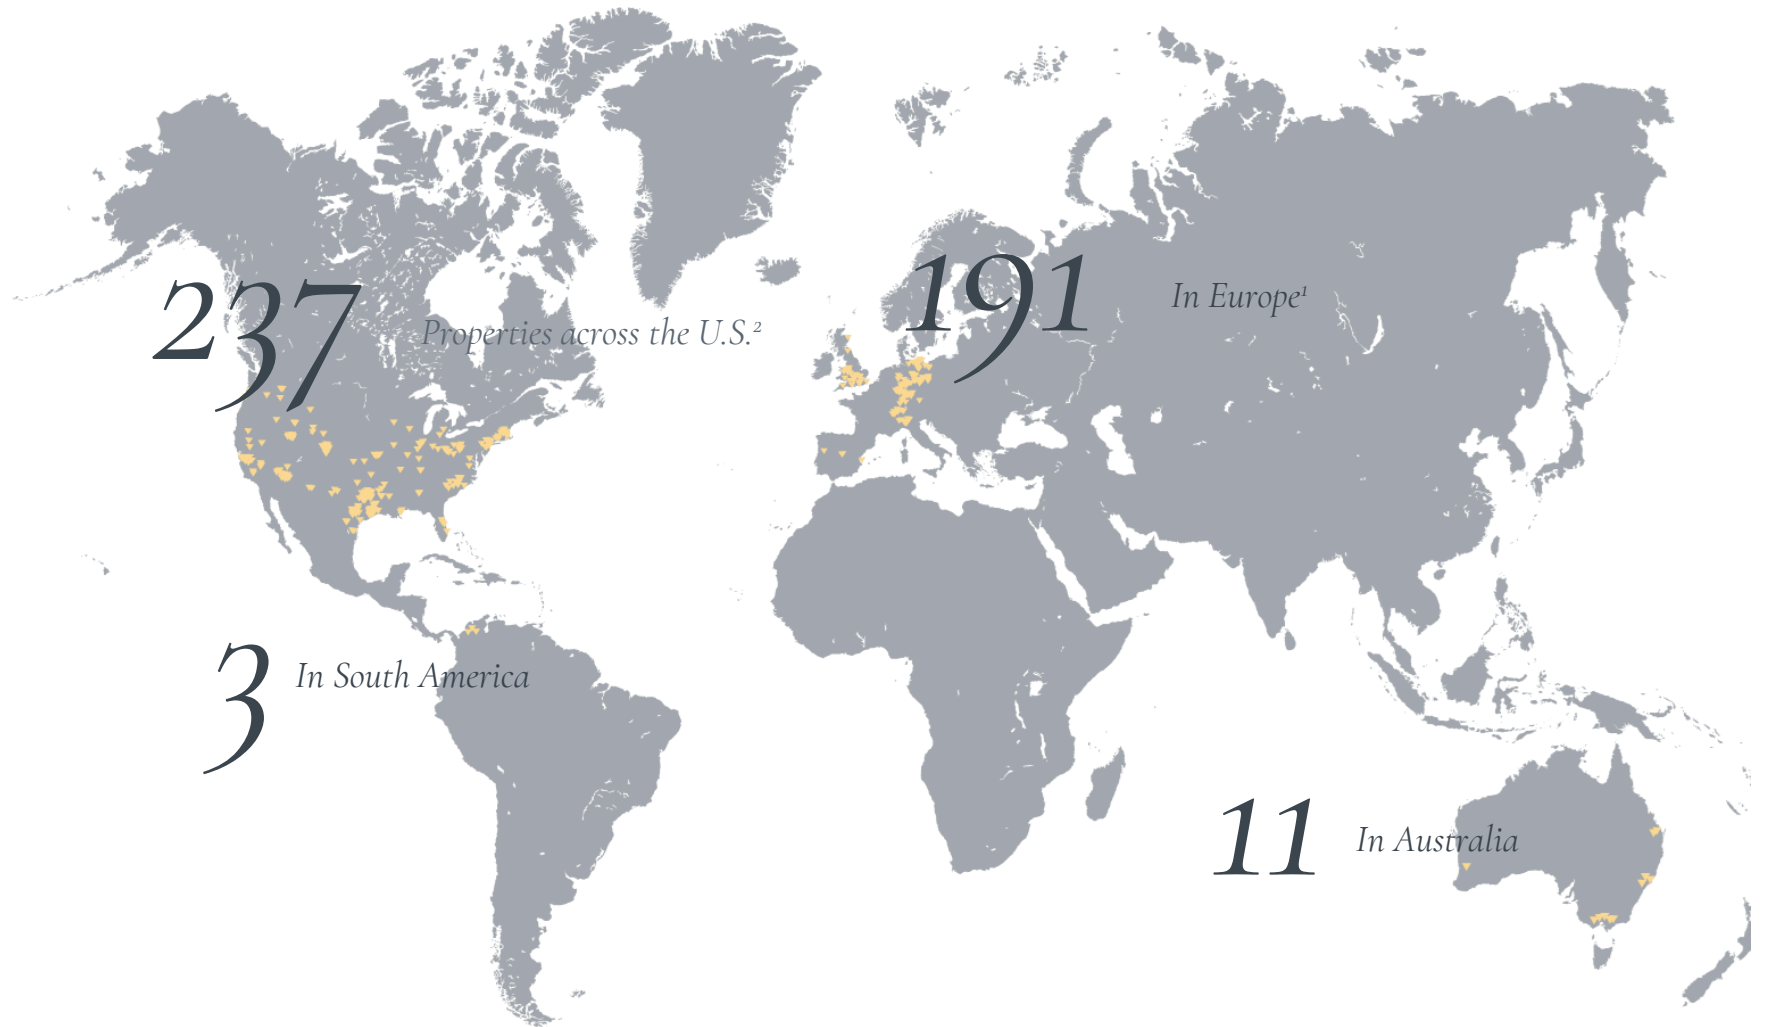 237
Properties across the U.S.²
191
In Europe¹
3
In South America
11
In Australia